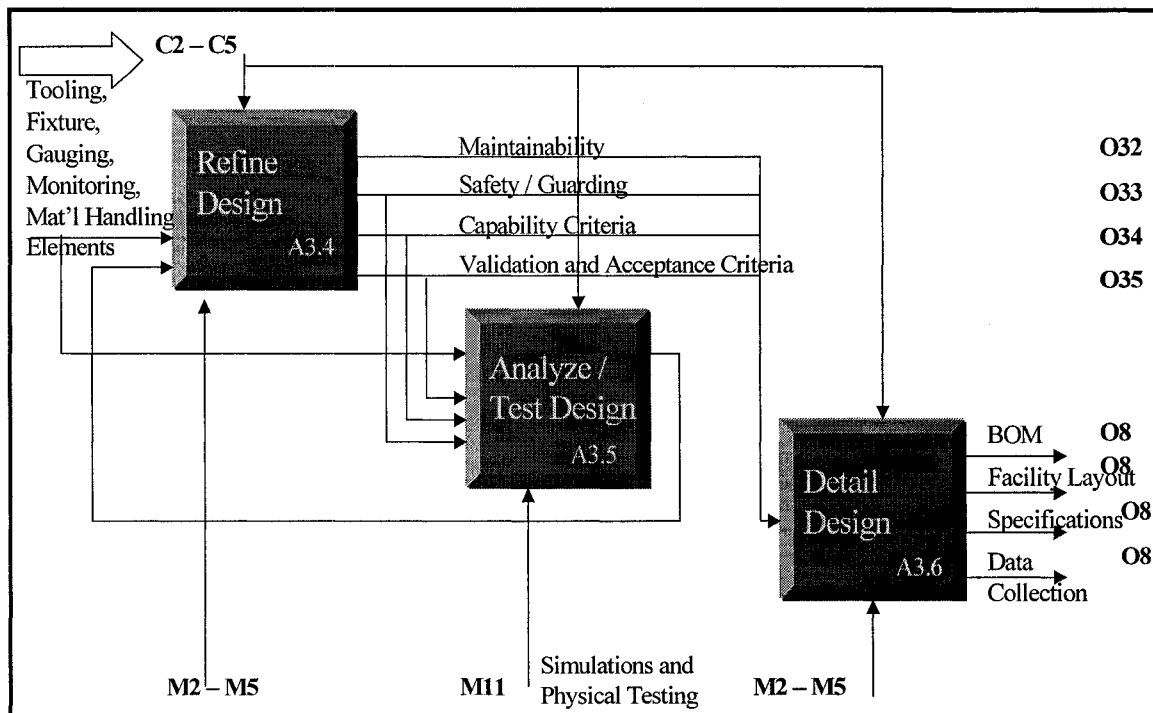 C2 – C5
Tooling,
Fixture,
Gauging,
Monitoring,
Mat'l Handling
Elements
Refine
Design
A3.4
Maintainability
Safety / Guarding
Capability Criteria
Validation and Acceptance Criteria
O32
O33
O34
O35
Analyze /
Test Design
A3.5
Detail
Design
A3.6
BOM
O8
Facility Layout
O8
Specifications
O8
Data
Collection
O8
M2 – M5
M11
Simulations and
Physical Testing
M2 – M5